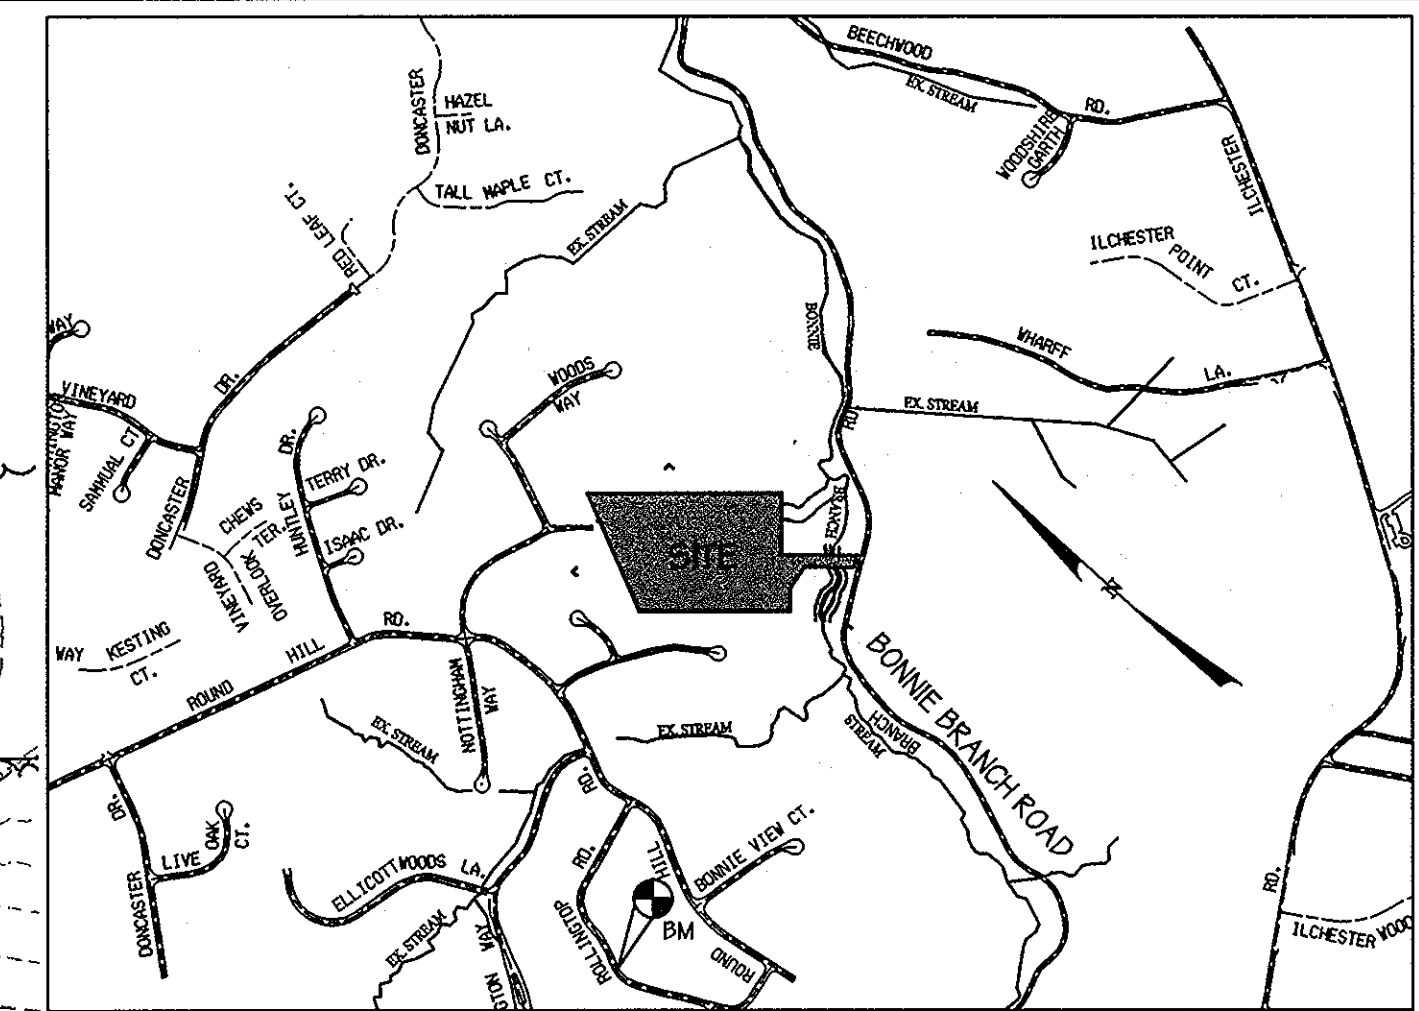 BEECHWOOD
RD.
EX. STREAM
WOODSHIRE
GARTH
ILCHESTER
DONCASTER
HAZEL
NUT LA.
TALL MAPLE CT.
RED LEAF CT.
EX. STREAM
ILCHESTER
POINT
CT.
WAY
BONNIE
WHARFF
LA.
DR.
WOODS
WAY
VINEYARD
MANOR WAY
SAMMUAL CT
EX. STREAM
RD.
DR.
TERRY DR.
HUNTLEY
ISAAC DR.
DONCASTER
CHEWS
TER.
OVERLOOK
VINEYARD
BRANCH
SITE
N
WAY
KESTING
CT.
RD.
HILL
ROUND
NOTTINGHAM
WAY
EX. STREAM
EX. STREAM
BRANCH
STREAM
BONNIE BRANCH ROAD
DR.
LIVE
OAK
CT.
DONCASTER
RD.
ELLICOTTWOODS
LA.
RD.
HILL
BONNIE VIEW CT.
BM
ROLLINGTOP
ROUND
EX. STREAM
WAY
GTON
RD.
ILCHESTER WOOD